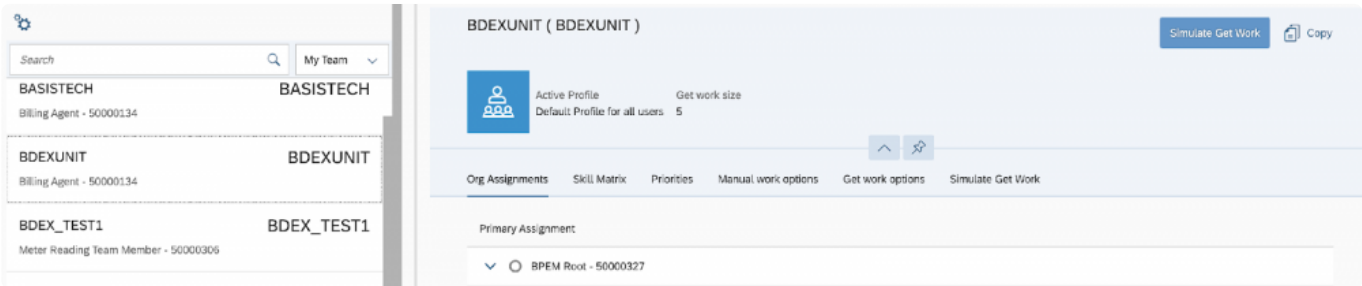 Search
My Team
BASISTECH BASISTECH
Billing Agent - 50000134
BDEXUNIT BDEXUNIT
Billing Agent - 50000134
BDEX_TEST1 BDEX_TEST1
Meter Reading Team Member - 50000306
BDEXUNIT ( BDEXUNIT )
Simulate Get Work
Copy
Active Profile Get work size
Default Profile for all users 5
Org Assignments Skill Matrix Priorities Manual work options Get work options Simulate Get Work
Primary Assignment
BPEM Root - 50000327